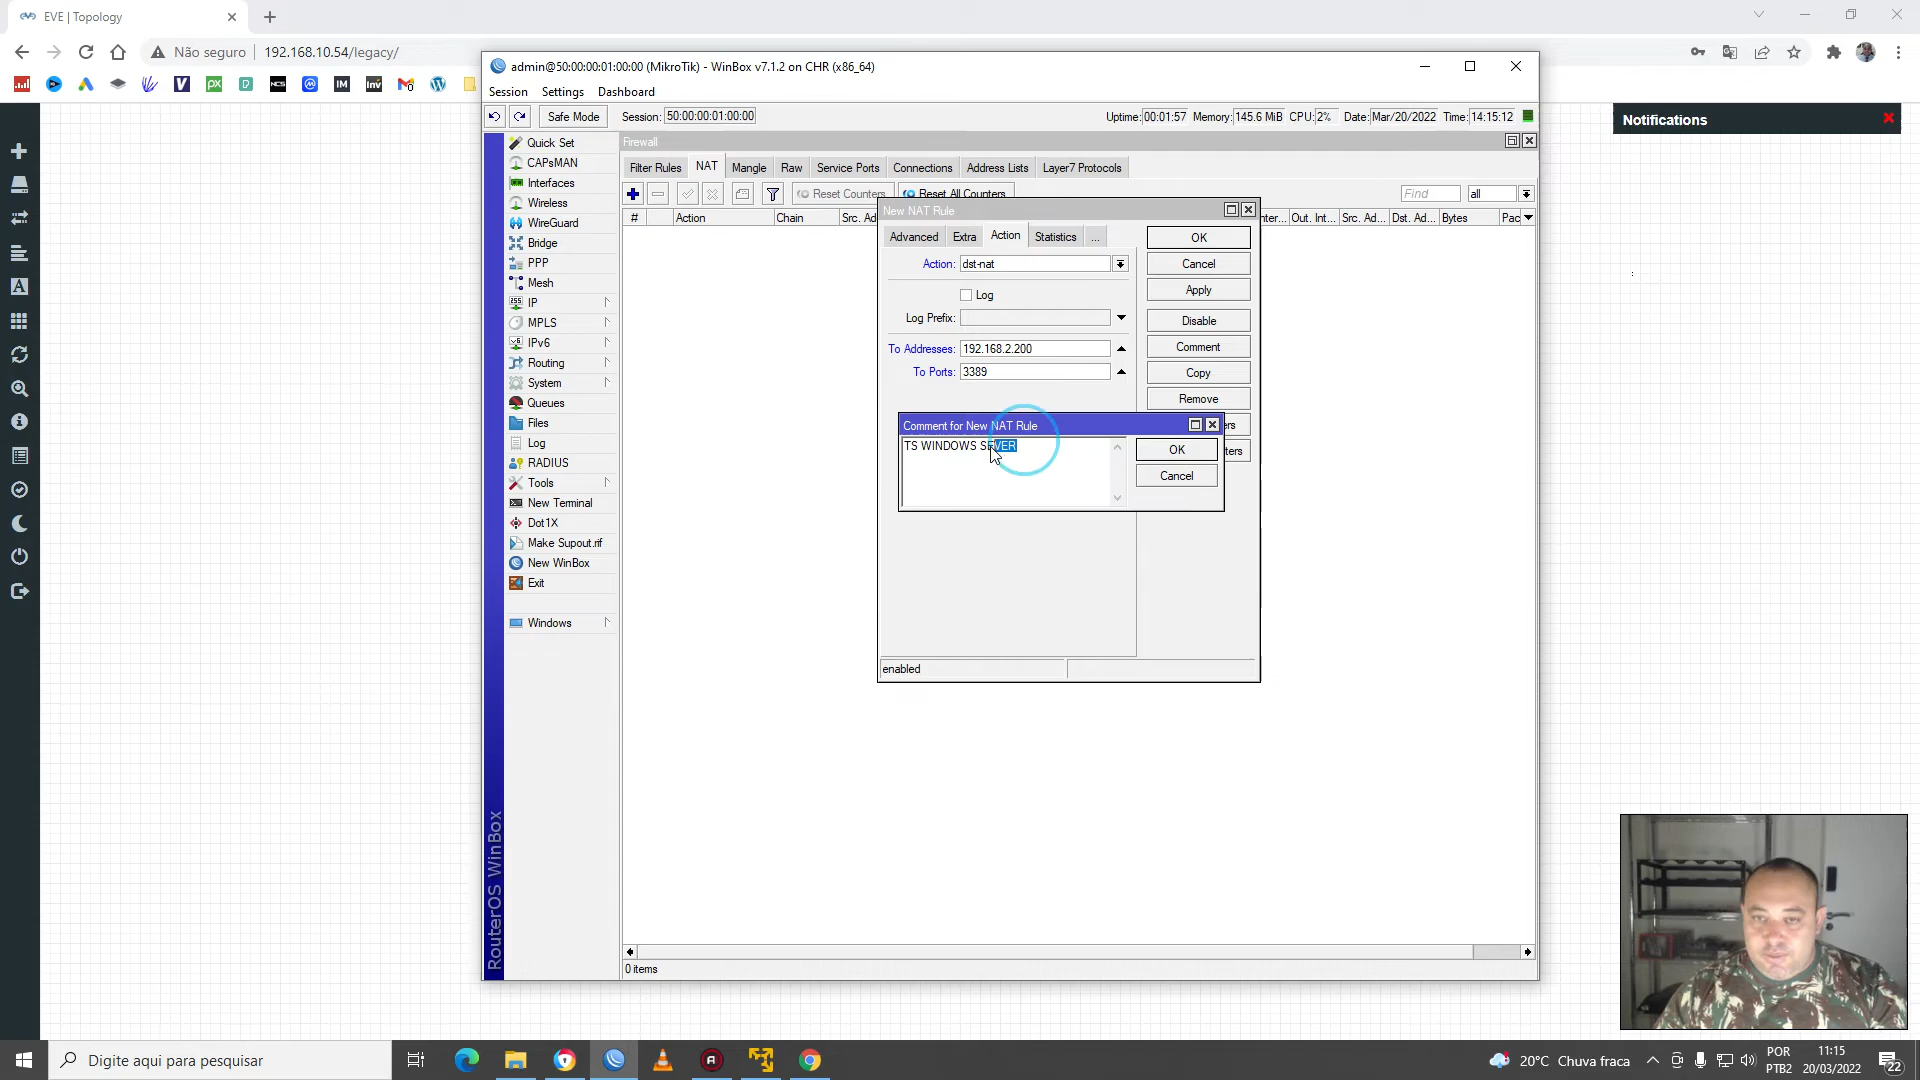 EVE | Topology
Não seguro
192.168.10.54/legacy/
admin@50:00:00:01:00:00 (MikroTik) - WinBox v7.1.2 on CHR (x86_64)
Session Settings Dashboard
Safe Mode Session: 50:00:00:01:00:00 Uptime: 00:01:57 Memory: 145.6 MiB CPU: 2% Date: Mar/20/2022 Time: 14:15:12
Notifications
Quick Set
CAPsMAN
Interfaces
Wireless
WireGuard
Bridge
PPP
Mesh
IP
MPLS
IPv6
Routing
System
Queues
Files
Log
RADIUS
Tools
New Terminal
Dot1X
Make Supout.rif
New WinBox
Exit
Windows
RouterOS WinBox
Firewall
Filter Rules NAT Mangle Raw Service Ports Connections Address Lists Layer7 Protocols
Reset Counters Reset All Counters Find all
# Action Chain Src. Ad nter... Out. Int... Src. Ad... Dst. Ad... Bytes Pac
New NAT Rule
Advanced Extra Action Statistics ...
Action: dst-nat
Log
Log Prefix:
To Addresses: 192.168.2.200
To Ports: 3389
OK
Cancel
Apply
Disable
Comment
Copy
Remove
ers
ters
Comment for New NAT Rule
TS WINDOWS SEVER
OK
Cancel
enabled
0 items
Digite aqui para pesquisar
20°C Chuva fraca
POR
PTB2
11:15
20/03/2022
22